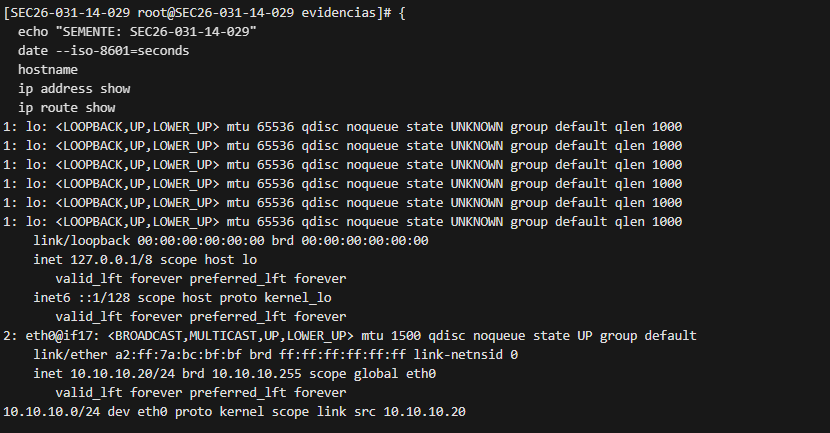 [SEC26-031-14-029 root@SEC26-031-14-029 evidencias]# {
  echo "SEMENTE: SEC26-031-14-029"
  date --iso-8601=seconds
  hostname
  ip address show
  ip route show
1: lo: <LOOPBACK,UP,LOWER_UP> mtu 65536 qdisc noqueue state UNKNOWN group default qlen 1000
1: lo: <LOOPBACK,UP,LOWER_UP> mtu 65536 qdisc noqueue state UNKNOWN group default qlen 1000
1: lo: <LOOPBACK,UP,LOWER_UP> mtu 65536 qdisc noqueue state UNKNOWN group default qlen 1000
1: lo: <LOOPBACK,UP,LOWER_UP> mtu 65536 qdisc noqueue state UNKNOWN group default qlen 1000
1: lo: <LOOPBACK,UP,LOWER_UP> mtu 65536 qdisc noqueue state UNKNOWN group default qlen 1000
1: lo: <LOOPBACK,UP,LOWER_UP> mtu 65536 qdisc noqueue state UNKNOWN group default qlen 1000
    link/loopback 00:00:00:00:00:00 brd 00:00:00:00:00:00
    inet 127.0.0.1/8 scope host lo
       valid_lft forever preferred_lft forever
    inet6 ::1/128 scope host proto kernel_lo
       valid_lft forever preferred_lft forever
2: eth0@if17: <BROADCAST,MULTICAST,UP,LOWER_UP> mtu 1500 qdisc noqueue state UP group default
    link/ether a2:ff:7a:bc:bf:bf brd ff:ff:ff:ff:ff:ff link-netnsid 0
    inet 10.10.10.20/24 brd 10.10.10.255 scope global eth0
       valid_lft forever preferred_lft forever
10.10.10.0/24 dev eth0 proto kernel scope link src 10.10.10.20